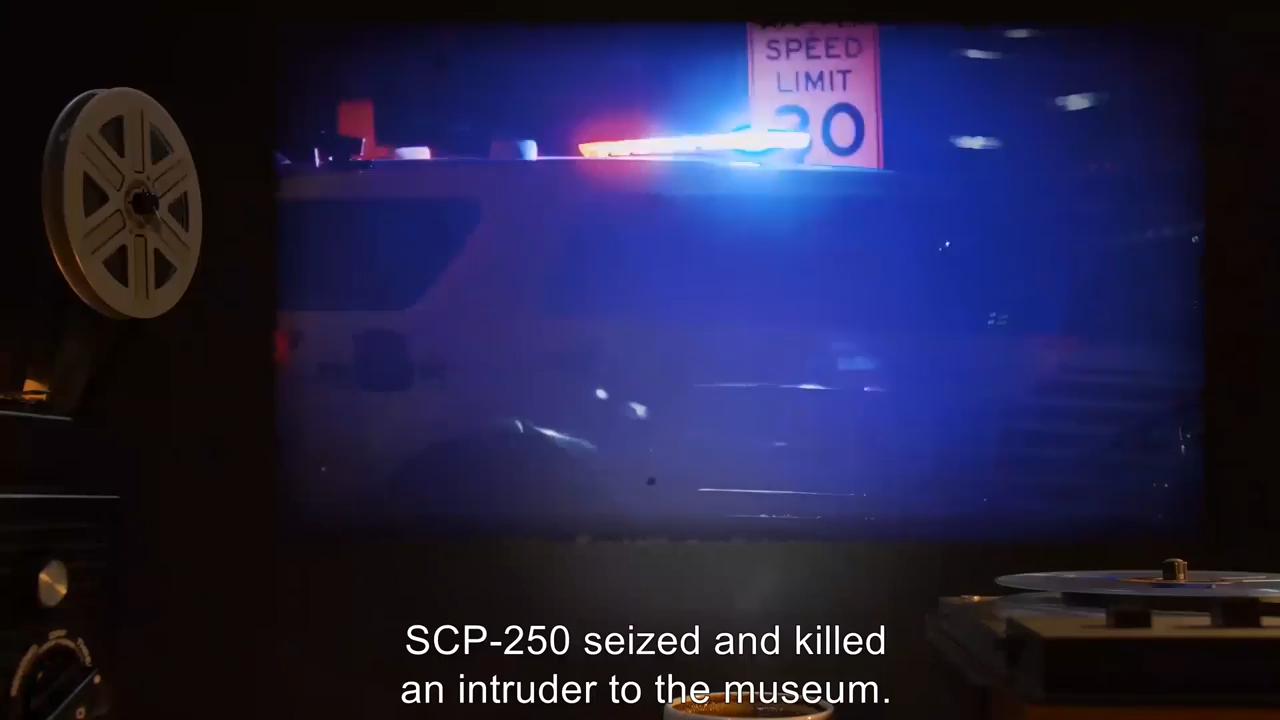 SPEED
LIMIT
30
SCP-250 seized and killed
an intruder to the museum.